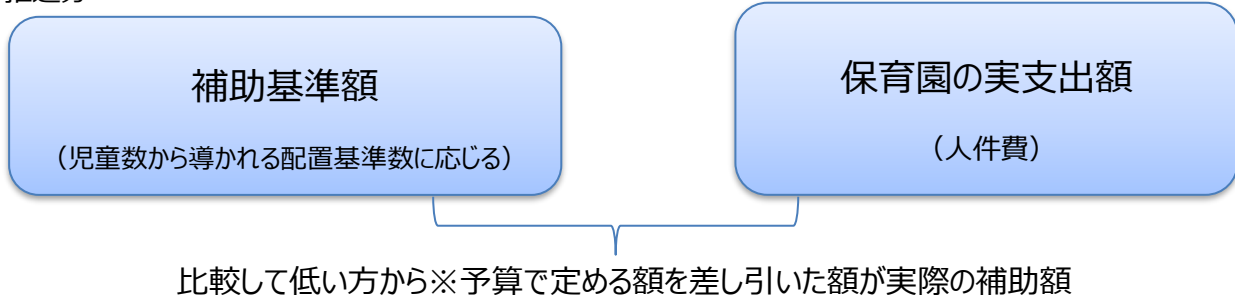 補助基準額
（児童数から導かれる配置基準数に応じる）
保育園の実支出額
（人件費）
比較して低い方から※予算で定める額を差し引いた額が実際の補助額